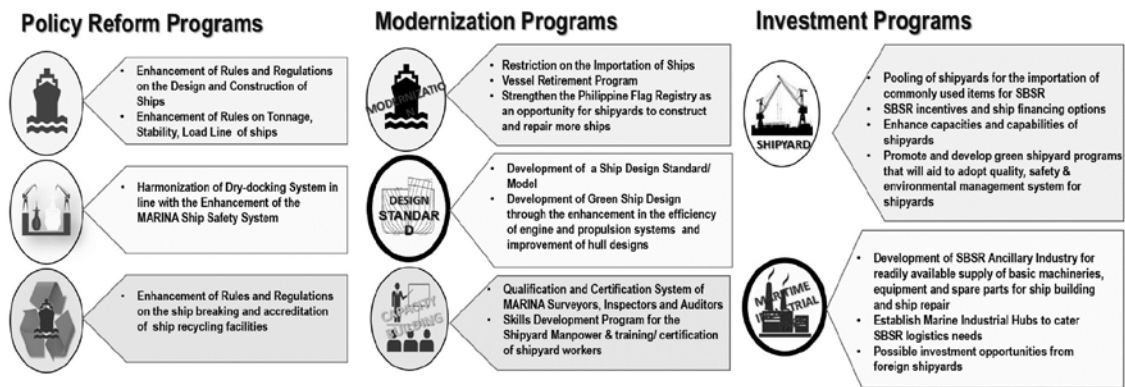 Policy Reform Programs
• Enhancement of Rules and Regulations
on the Design and Construction of
Ships
• Enhancement of Rules on Tonnage,
Stability, Load Line of ships
• Harmonization of Dry-docking System in
line with the Enhancement of the
MARINA Ship Safety System
• Enhancement of Rules and Regulations
on the ship breaking and accreditation
of ship recycling facilities
Modernization Programs
MODERNIZATIO
N
• Restriction on the Importation of Ships
• Vessel Retirement Program
• Strengthen the Philippine Flag Registry as
an opportunity for shipyards to construct
and repair more ships
DESIGN
STANDAR
D
• Development of a Ship Design Standard/
Model
• Development of Green Ship Design
through the enhancement in the efficiency
of engine and propulsion systems and
improvement of hull designs
CAPACITY
BUILDING
• Qualification and Certification System of
MARINA Surveyors, Inspectors and Auditors
• Skills Development Program for the
Shipyard Manpower & training/ certification
of shipyard workers
Investment Programs
SHIPYARD
• Pooling of shipyards for the importation of
commonly used items for SBSR
• SBSR incentives and ship financing options
• Enhance capacities and capabilities of
shipyards
• Promote and develop green shipyard programs
that will aid to adopt quality, safety &
environmental management system for
shipyards
MARITIME
INDUSTRIAL
• Development of SBSR Ancillary Industry for
readily available supply of basic machineries,
equipment and spare parts for ship building
and ship repair
• Establish Marine Industrial Hubs to cater
SBSR logistics needs
• Possible investment opportunities from
foreign shipyards